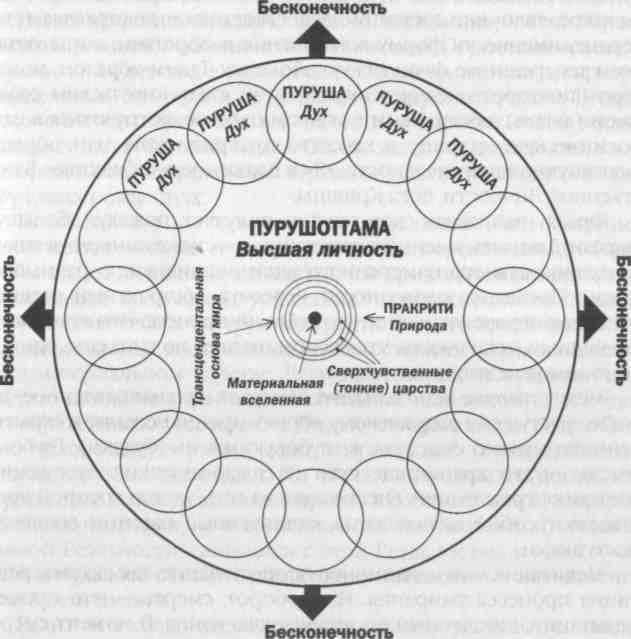 Бесконечность
ПУРУША
Дух
ПУРУША
Дух
ПУРУША
Дух
ПУРУША
Дух
ПУРУША
Дух
ПУРУШОТТАМА
Высшая личность
Бесконечность
Трансцендентальная
основа мира
ПРАКРИТИ
Природа
Бесконечность
Материальная
вселенная
Сверхчувственные
(тонкие) царства
Бесконечность